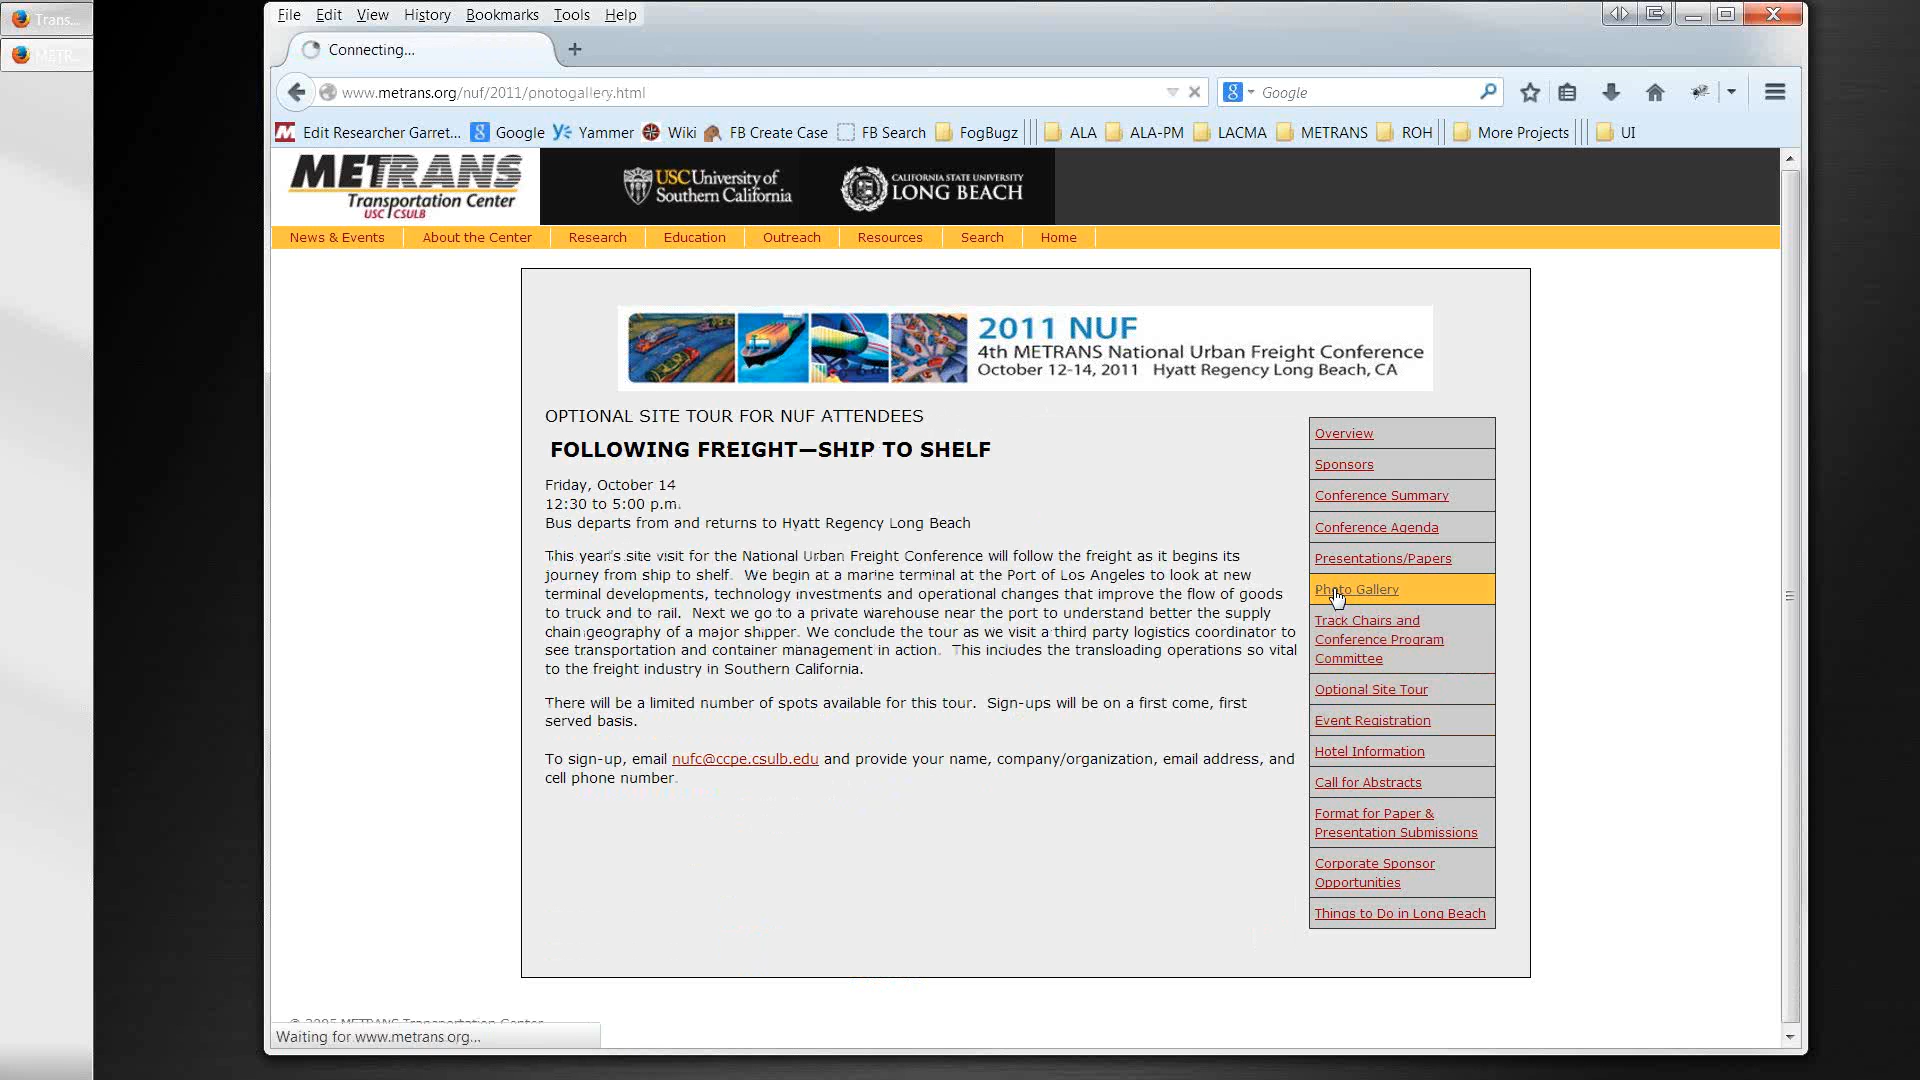 Trans...
METR...
File Edit View History Bookmarks Tools Help
Connecting...
www.metrans.org/nuf/2011/photogallery.html
Google
Edit Researcher Garret... Google Yammer Wiki FB Create Case FB Search FogBugz ALA ALA-PM LACMA METRANS ROH More Projects UI
METRANS
Transportation Center
USC CSULB
USC University of
Southern California
CALIFORNIA STATE UNIVERSITY
LONG BEACH
News & Events About the Center Research Education Outreach Resources Search Home
2011 NUF
4th METRANS National Urban Freight Conference
October 12-14, 2011 Hyatt Regency Long Beach, CA
OPTIONAL SITE TOUR FOR NUF ATTENDEES
FOLLOWING FREIGHT—SHIP TO SHELF
Friday, October 14
12:30 to 5:00 p.m.
Bus departs from and returns to Hyatt Regency Long Beach
This year's site visit for the National Urban Freight Conference will follow the freight as it begins its
journey from ship to shelf. We begin at a marine terminal at the Port of Los Angeles to look at new
terminal developments, technology investments and operational changes that improve the flow of goods
to truck and to rail. Next we go to a private warehouse near the port to understand better the supply
chain geography of a major shipper. We conclude the tour as we visit a third party logistics coordinator to
see transportation and container management in action. This includes the transloading operations so vital
to the freight industry in Southern California.
There will be a limited number of spots available for this tour. Sign-ups will be on a first come, first
served basis.
To sign-up, email nufc@ccpe.csulb.edu and provide your name, company/organization, email address, and
cell phone number.
Overview
Sponsors
Conference Summary
Conference Agenda
Presentations/Papers
Photo Gallery
Track Chairs and
Conference Program
Committee
Optional Site Tour
Event Registration
Hotel Information
Call for Abstracts
Format for Paper &
Presentation Submissions
Corporate Sponsor
Opportunities
Things to Do in Long Beach
METRANS Transportation Center
Waiting for www.metrans.org...